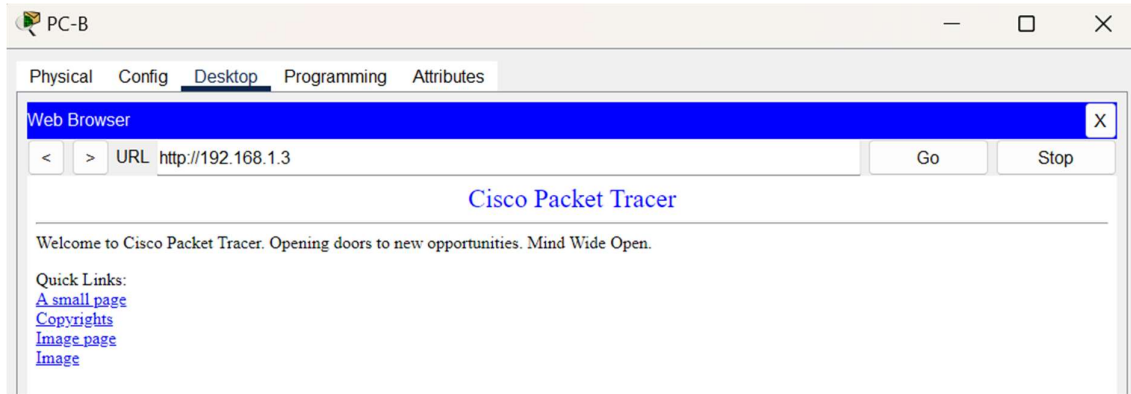 PC-B
Physical Config Desktop Programming Attributes
Web Browser X
< > URL http://192.168.1.3 Go Stop
Cisco Packet Tracer
Welcome to Cisco Packet Tracer. Opening doors to new opportunities. Mind Wide Open.
Quick Links:
A small page
Copyrights
Image page
Image